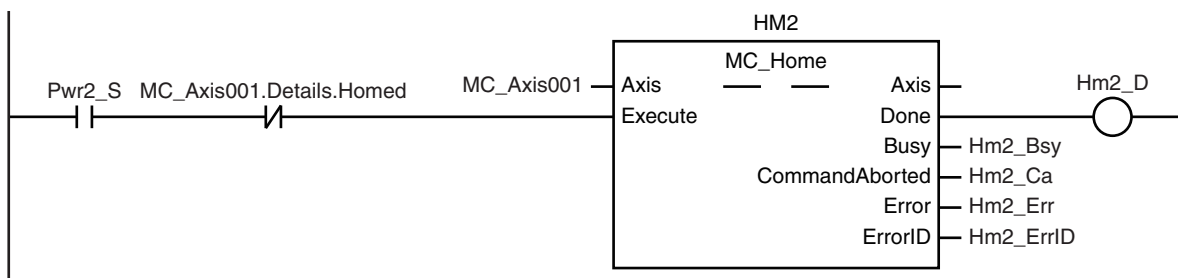 HM2
MC_Home
Pwr2_S MC_Axis001.Details.Homed MC_Axis001 Axis Axis Hm2_D
Execute Done
Busy Hm2_Bsy
CommandAborted Hm2_Ca
Error Hm2_Err
ErrorID Hm2_ErrID